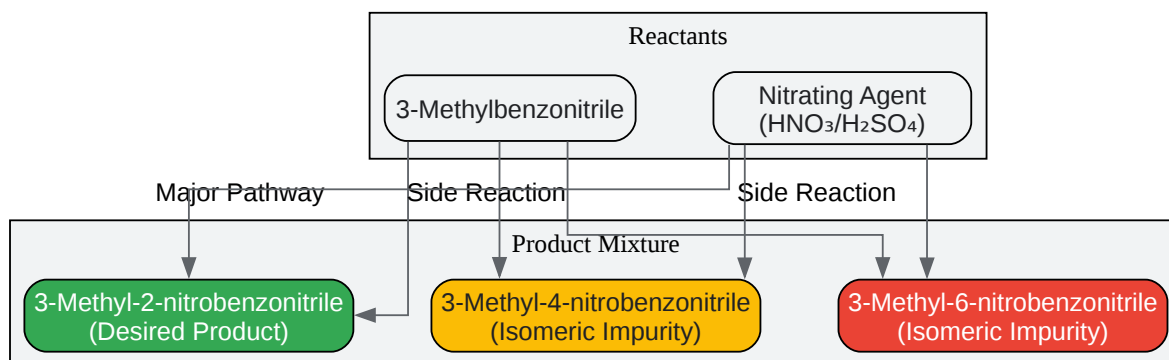 Reactants
3-Methylbenzonitrile
Nitrating Agent
(HNO₃/H₂SO₄)
Major Pathway
Side Reaction
Side Reaction
Product Mixture
3-Methyl-2-nitrobenzonitrile
(Desired Product)
3-Methyl-4-nitrobenzonitrile
(Isomeric Impurity)
3-Methyl-6-nitrobenzonitrile
(Isomeric Impurity)